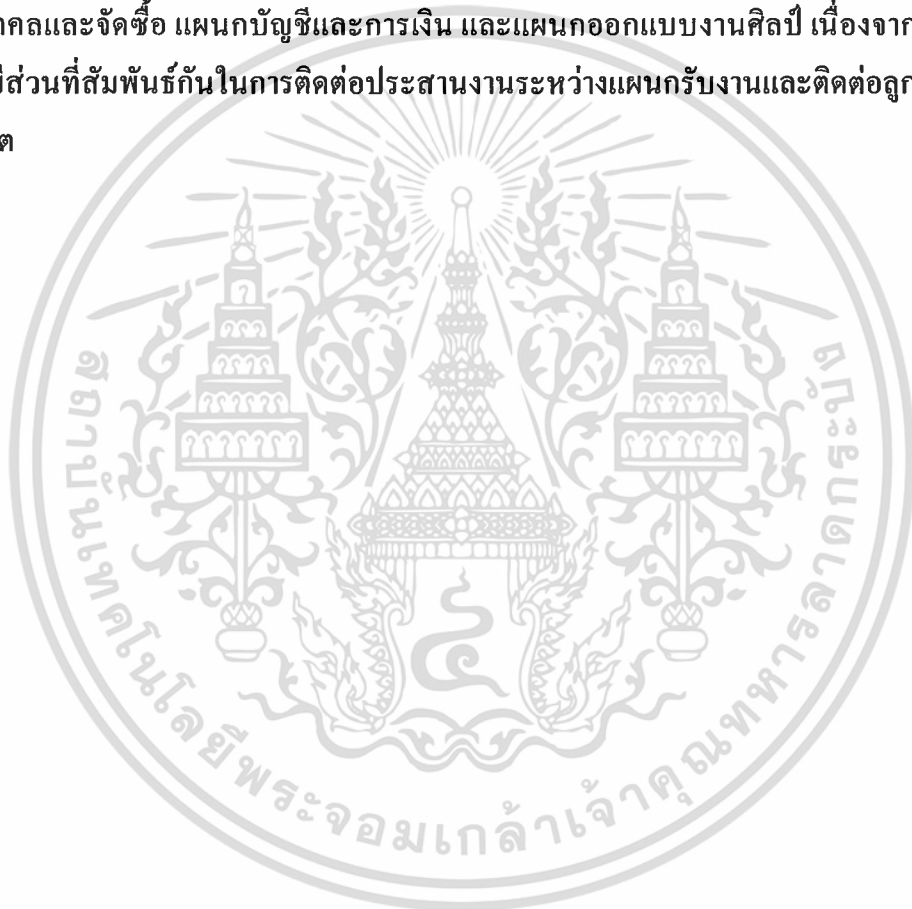 าคลและจัดซื้อ แผนกบัญชีและการเงิน และแผนกออกแบบงานศิลป์ เนื่องจาก
มีส่วนที่สัมพันธ์กันในการติดต่อประสานงานระหว่างแผนกรับงานและติดต่อลูก
ต
สถาบันเทคโนโลยีพระจอมเกล้าเจ้าคุณทหารลาดกระบัง
๔